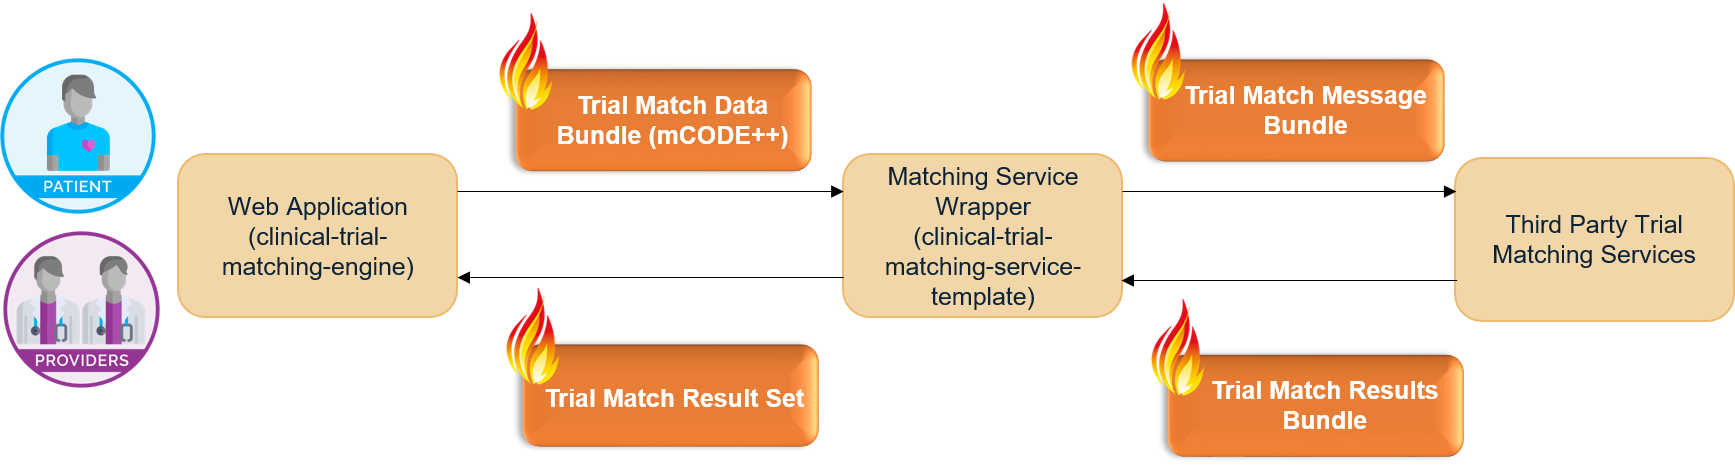 PATIENT
PROVIDERS
Web Application
(clinical-trial-
matching-engine)
Trial Match Data
Bundle (mCODE++)
Trial Match Result Set
Matching Service
Wrapper
(clinical-trial-
matching-service-
template)
Trial Match Message
Bundle
Trial Match Results
Bundle
Third Party Trial
Matching Services